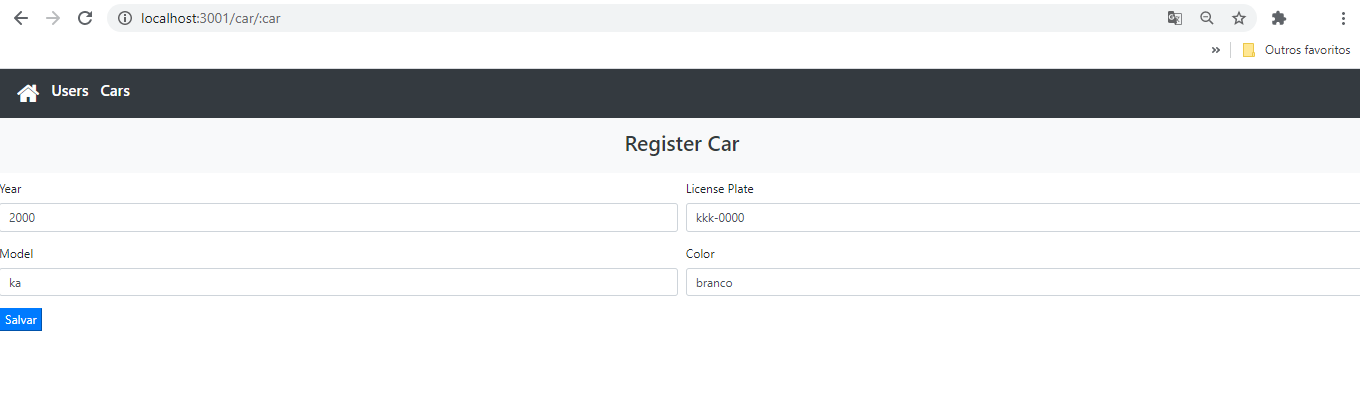 localhost:3001/car/:car
» Outros favoritos
Users Cars
Register Car
Year License Plate
2000 kkk-0000
Model Color
ka branco
Salvar